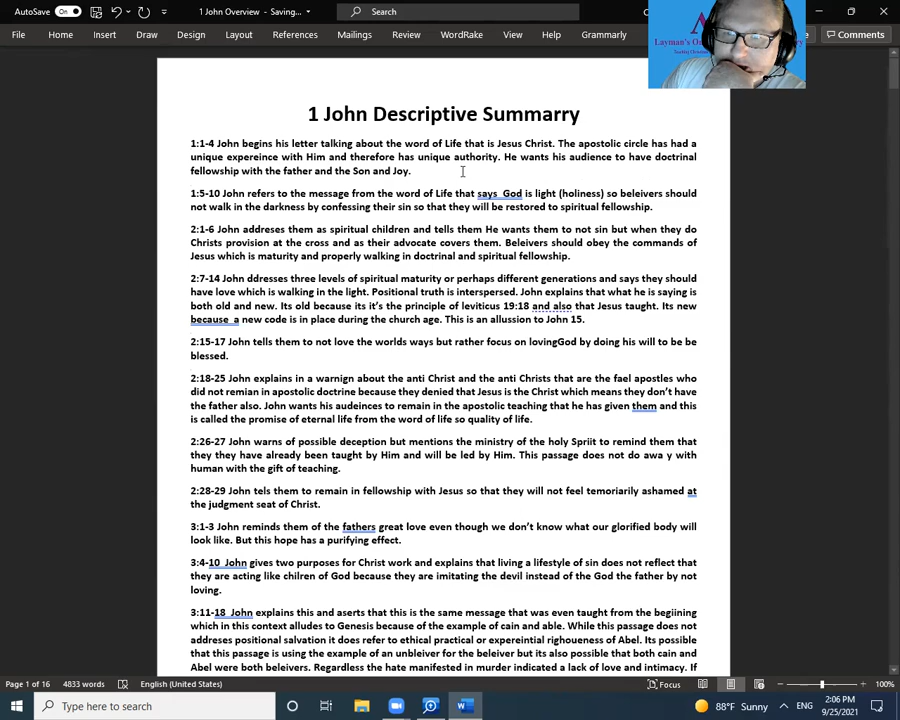 AutoSave On 1 John Overview - Saving... Search
File Home Insert Draw Design Layout References Mailings Review WordRake View Help Grammarly Comments
1 John Descriptive Summarry
1:1-4 John begins his letter talking about the word of Life that is Jesus Christ. The apostolic circle has had a
unique expereince with Him and therefore has unique authority. He wants his audience to have doctrinal
fellowship with the father and the Son and Joy.
1:5-10 John refers to the message from the word of Life that says God is light (holiness) so beleivers should
not walk in the darkness by confessing their sin so that they will be restored to spiritual fellowship.
2:1-6 John addreses them as spiritual children and tells them He wants them to not sin but when they do
Christs provision at the cross and as their advocate covers them. Beleivers should obey the commands of
Jesus which is maturity and properly walking in doctrinal and spiritual fellowship.
2:7-14 John ddresses three levels of spiritual maturity or perhaps different generations and says they should
have love which is walking in the light. Positional truth is interspersed. John explains that what he is saying is
both old and new. Its old because its it's the principle of leviticus 19:18 and also that Jesus taught. Its new
because a new code is in place during the church age. This is an allussion to John 15.
2:15-17 John tells them to not love the worlds ways but rather focus on lovingGod by doing his will to be be
blessed.
2:18-25 John explains in a warnign about the anti Christ and the anti Christs that are the fael apostles who
did not remian in apostolic doctrine because they denied that Jesus is the Christ which means they don't have
the father also. John wants his audeinces to remain in the apostolic teaching that he has given them and this
is called the promise of eternal life from the word of life so quality of life.
2:26-27 John warns of possible deception but mentions the ministry of the holy Spriit to remind them that
they they have already been taught by Him and will be led by Him. This passage does not do awa y with
human with the gift of teaching.
2:28-29 John tels them to remain in fellowship with Jesus so that they will not feel temoriarily ashamed at
the judgment seat of Christ.
3:1-3 John reminds them of the fathers great love even though we don't know what our glorified body will
look like. But this hope has a purifying effect.
3:4-10 John gives two purposes for Christ work and explains that living a lifestyle of sin does not reflect that
they are acting like chilren of God because they are imitating the devil instead of the God the father by not
loving.
3:11-18 John explains this and aserts that this is the same message that was even taught from the begiining
which in this context alludes to Genesis because of the example of cain and able. While this passage does not
addreses positional salvation it does refer to ethical practical or expereintial righoueness of Abel. Its possible
that this passage is using the example of an unbleiver for the beleiver but its also possible that both cain and
Abel were both beleivers. Regardless the hate manifested in murder indicated a lack of love and intimacy. If
Page 1 of 16 4833 words English (United States) Focus 100%
Type here to search 88°F Sunny ENG 2:06 PM
9/25/2021